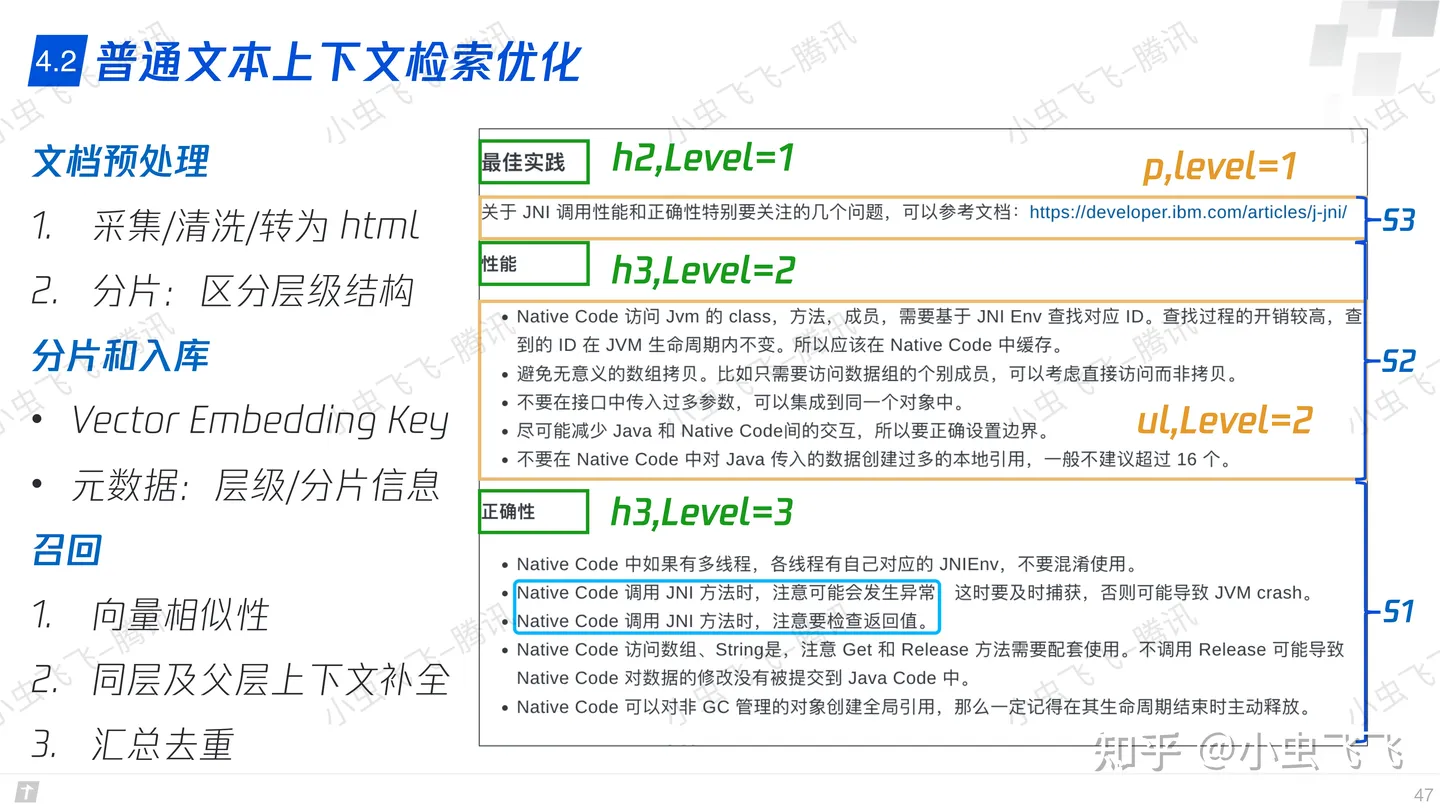 4.2 普通文本上下文检索优化
文档预处理
1. 采集/清洗/转为 html
2. 分片：区分层级结构
分片和入库
• Vector Embedding Key
• 元数据：层级/分片信息
召回
1. 向量相似性
2. 同层及父层上下文补全
3. 汇总去重
最佳实践 h2,Level=1 p,level=1
关于 JNI 调用性能和正确性特别要关注的几个问题，可以参考文档：https://developer.ibm.com/articles/j-jni/ S3
性能 h3,Level=2
• Native Code 访问 Jvm 的 class，方法，成员，需要基于 JNI Env 查找对应 ID。查找过程的开销较高，查
到的 ID 在 JVM 生命周期内不变。所以应该在 Native Code 中缓存。
• 避免无意义的数组拷贝。比如只需要访问数据组的个别成员，可以考虑直接访问而非拷贝。 S2
• 不要在接口中传入过多参数，可以集成到同一个对象中。
• 尽可能减少 Java 和 Native Code间的交互，所以要正确设置边界。 ul,Level=2
• 不要在 Native Code 中对 Java 传入的数据创建过多的本地引用，一般不建议超过 16 个。
正确性 h3,Level=3
• Native Code 中如果有多线程，各线程有自己对应的 JNIEnv，不要混淆使用。
• Native Code 调用 JNI 方法时，注意可能会发生异常 这时要及时捕获，否则可能导致 JVM crash。
• Native Code 调用 JNI 方法时，注意要检查返回值。 S1
• Native Code 访问数组、String是，注意 Get 和 Release 方法需要配套使用。不调用 Release 可能导致
Native Code 对数据的修改没有被提交到 Java Code 中。
• Native Code 可以对非 GC 管理的对象创建全局引用，那么一定记得在其生命周期结束时主动释放。
知乎 @小虫飞飞
47
小虫飞飞–腾讯